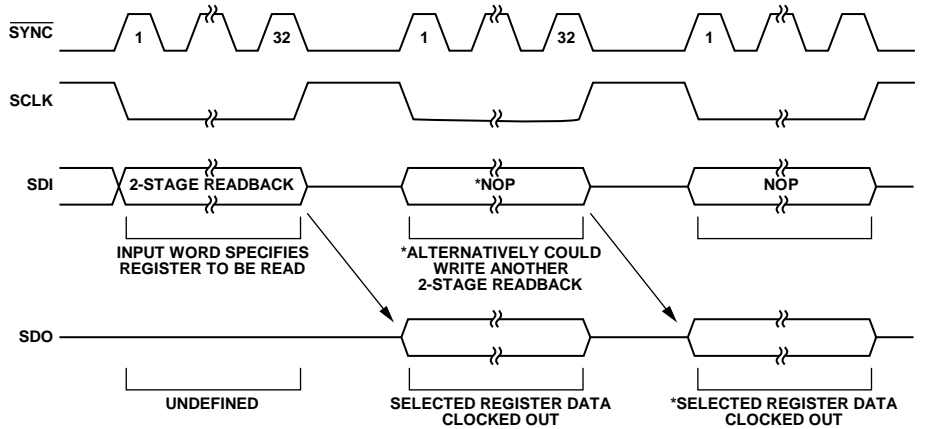 SYNC
1
32
1
32
1
SCLK
SDI
2-STAGE READBACK
*NOP
NOP
INPUT WORD SPECIFIES
REGISTER TO BE READ
*ALTERNATIVELY COULD
WRITE ANOTHER
2-STAGE READBACK
SDO
UNDEFINED
SELECTED REGISTER DATA
CLOCKED OUT
*SELECTED REGISTER DATA
CLOCKED OUT